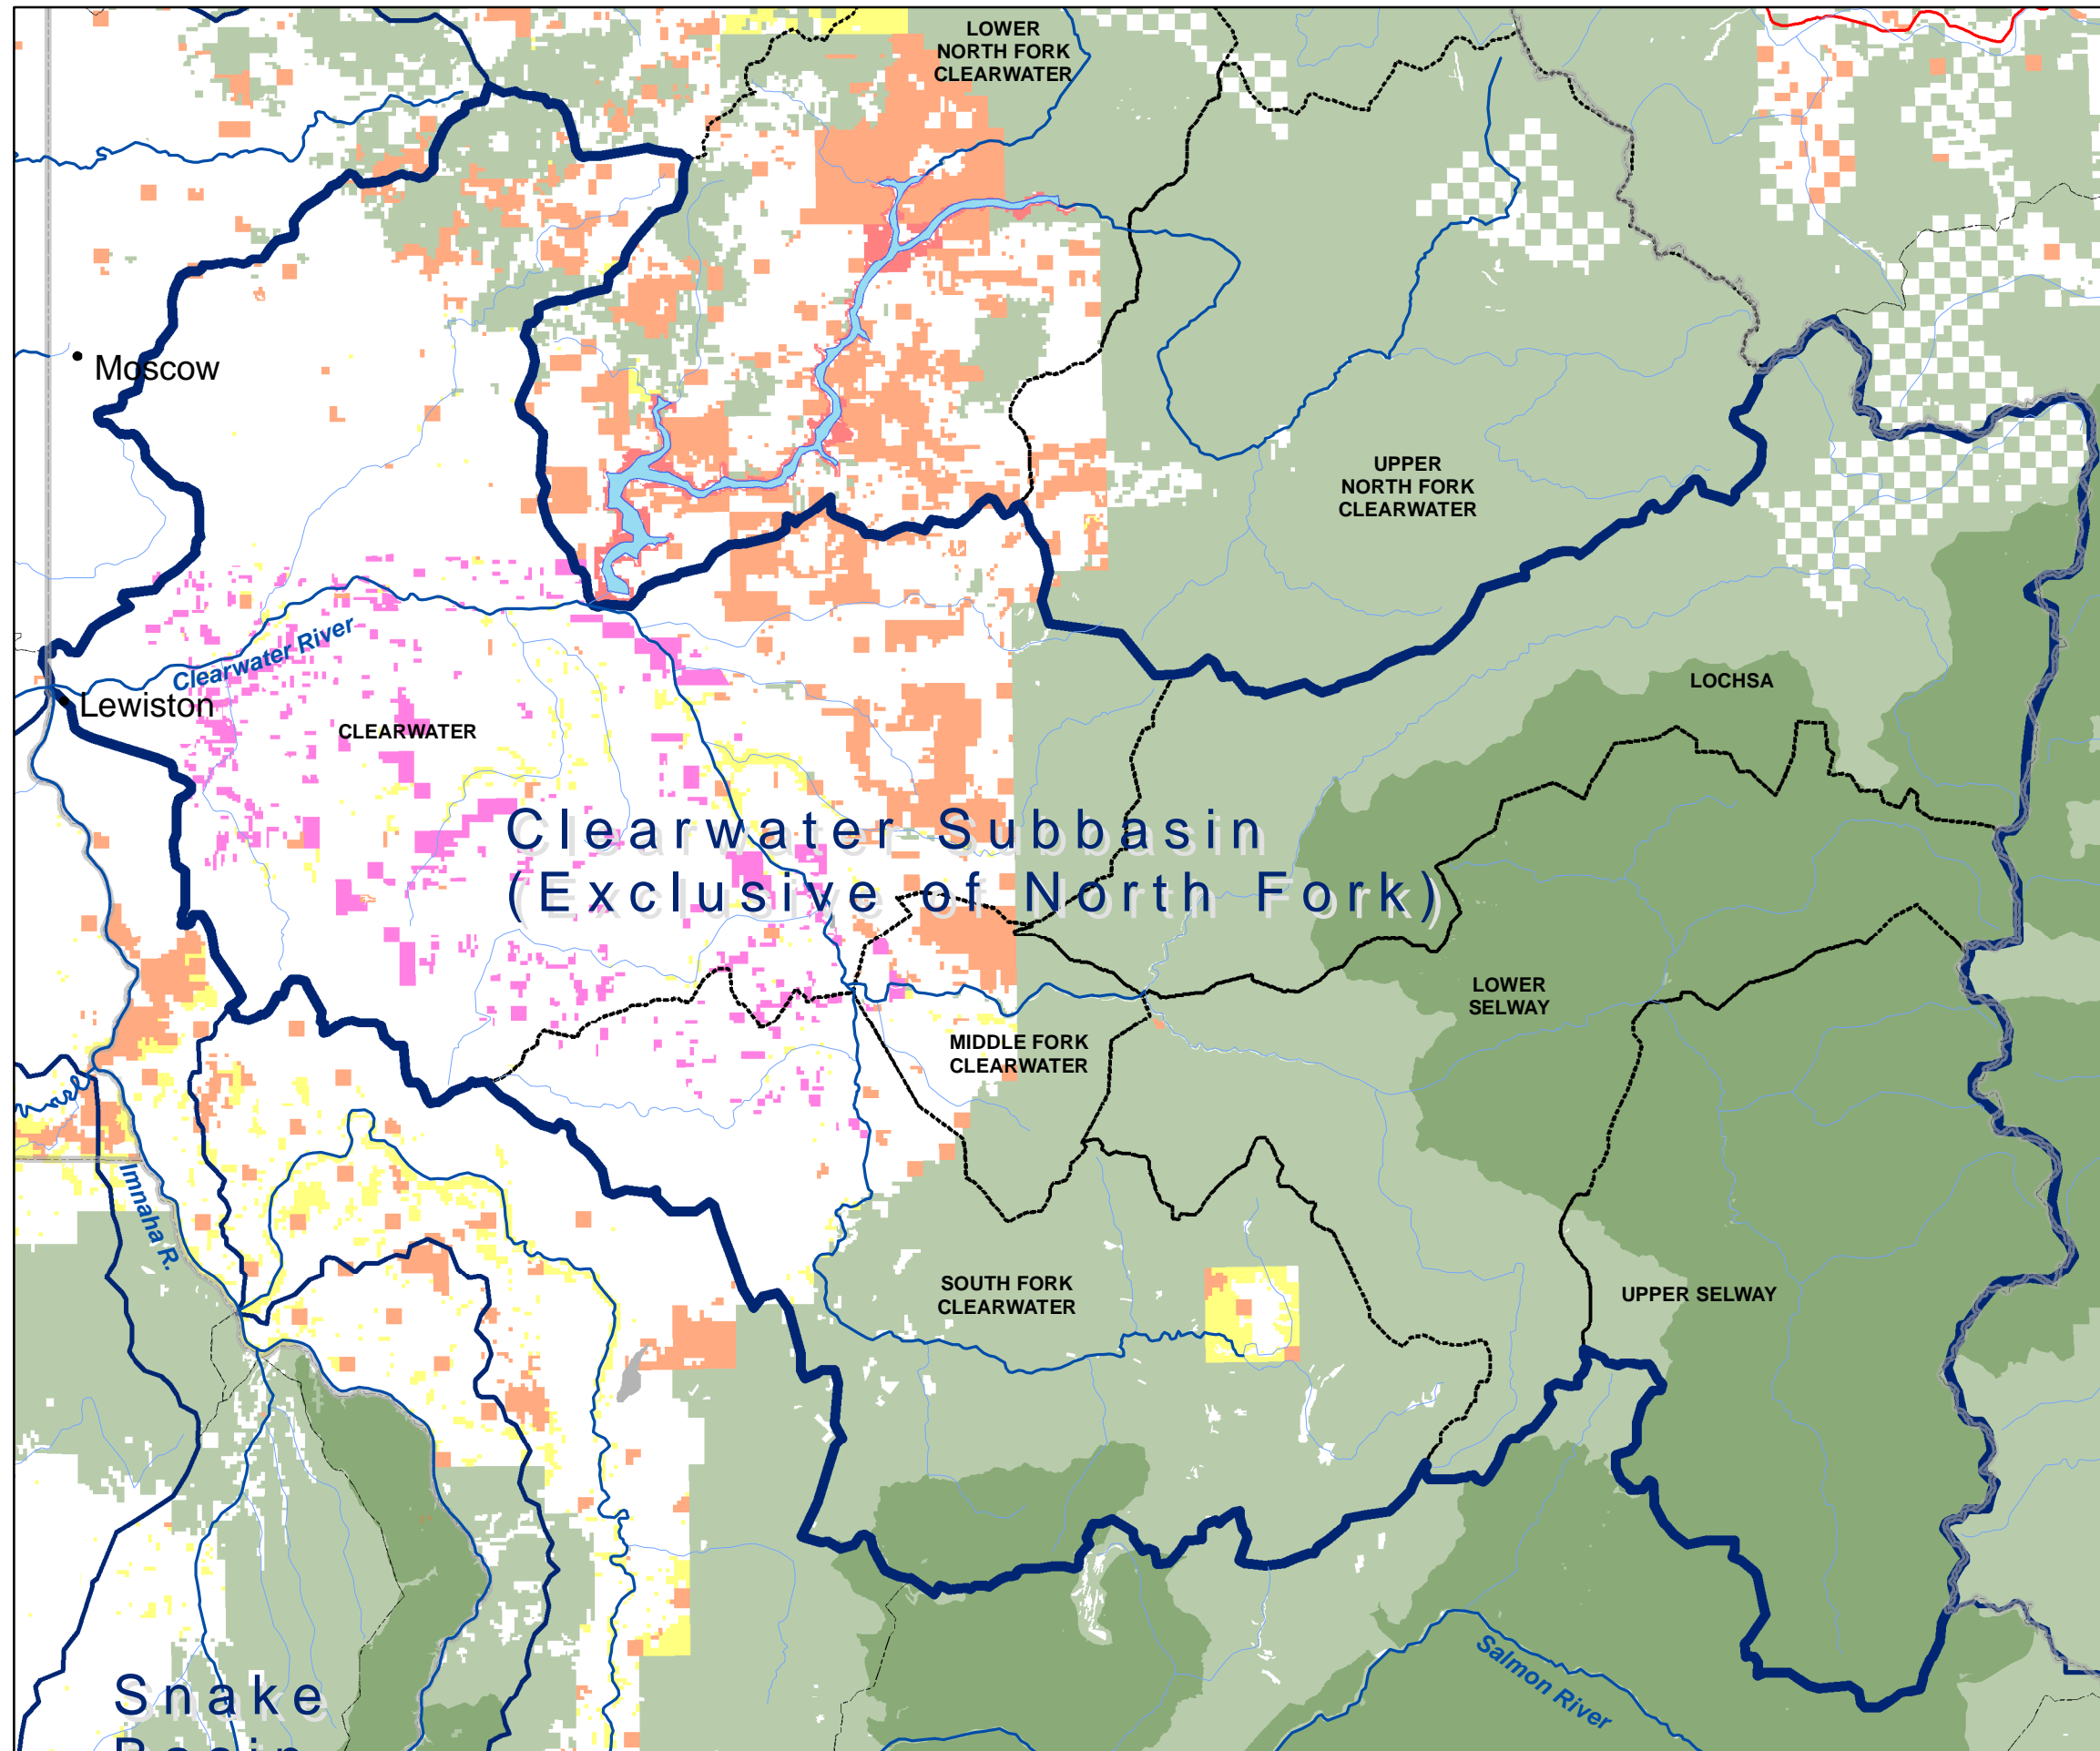 LOWER
NORTH FORK
CLEARWATER
Moscow
UPPER
NORTH FORK
CLEARWATER
Clearwater River
Lewiston
LOCHSA
CLEARWATER
Clearwater Subbasin
(Exclusive of North Fork)
LOWER
SELWAY
MIDDLE FORK
CLEARWATER
Imnaha R.
SOUTH FORK
CLEARWATER
UPPER SELWAY
Salmon River
Snake
Basin